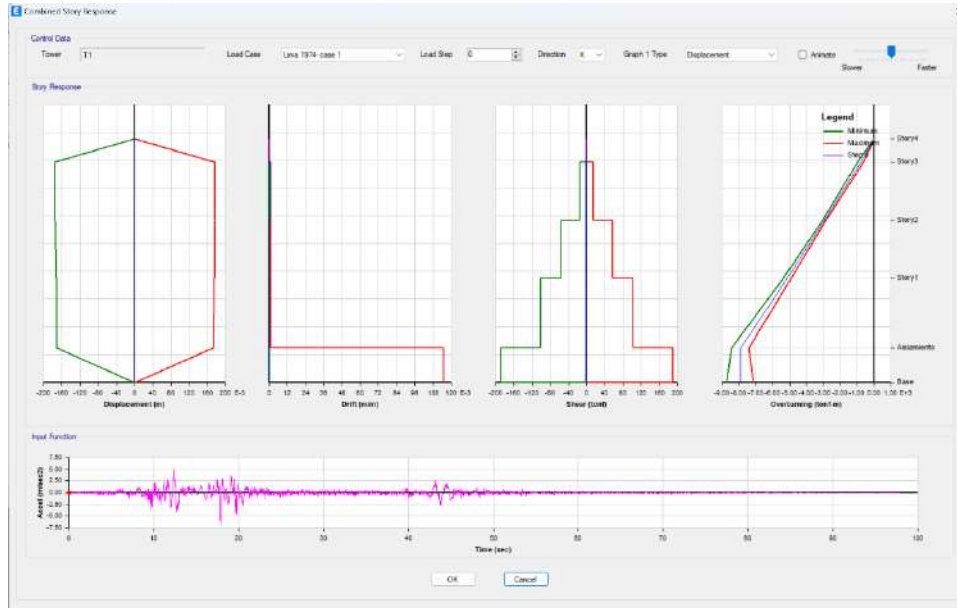 Combined Story Response
Control Data
Tower T1 Load Case Lima 1974- case 1 Load Step 0 Direction X Graph 1 Type Displacement Animate
Slower Faster
Story Response
Legend
Minimum
Maximum
Step 0
Story4
Story3
Story2
Story1
Aislamiento
Base
-200 -160 -120 -80 -40 0 40 80 120 160 200 E-3
0 12 24 36 48 60 72 84 96 108 120 E-3
-200 -160 -120 -80 -40 0 40 80 120 160 200
-9.00 -8.00 -7.00 -6.00 -5.00 -4.00 -3.00 -2.00 -1.00 0.00 1.00 E+3
Displacement (m) Drift (m/m) Shear (tonf) Overturning (tonf-m)
Input Function
Accel (m/sec2)
7.50
5.00
2.50
0.00
-2.50
-5.00
-7.50
0 10 20 30 40 50 60 70 80 90 100
Time (sec)
OK Cancel